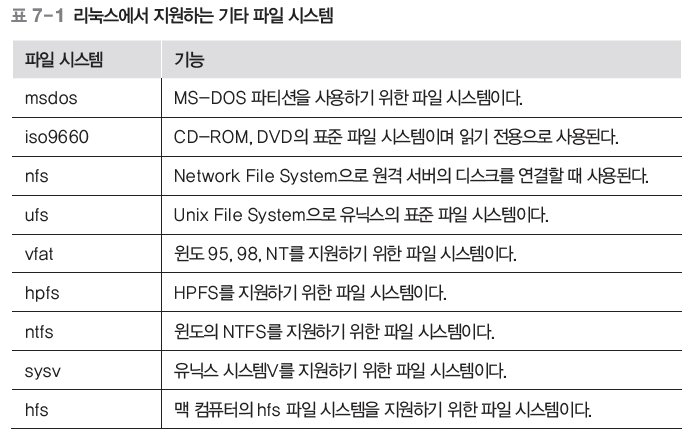 표 7-1 리눅스에서 지원하는 기타 파일 시스템
파일 시스템 기능
msdos MS-DOS 파티션을 사용하기 위한 파일 시스템이다.
iso9660 CD-ROM, DVD의 표준 파일 시스템이며 읽기 전용으로 사용된다.
nfs Network File System으로 원격 서버의 디스크를 연결할 때 사용된다.
ufs Unix File System으로 유닉스의 표준 파일 시스템이다.
vfat 윈도 95, 98, NT를 지원하기 위한 파일 시스템이다.
hpfs HPFS를 지원하기 위한 파일 시스템이다.
ntfs 윈도의 NTFS를 지원하기 위한 파일 시스템이다.
sysv 유닉스 시스템V를 지원하기 위한 파일 시스템이다.
hfs 맥 컴퓨터의 hfs 파일 시스템을 지원하기 위한 파일 시스템이다.